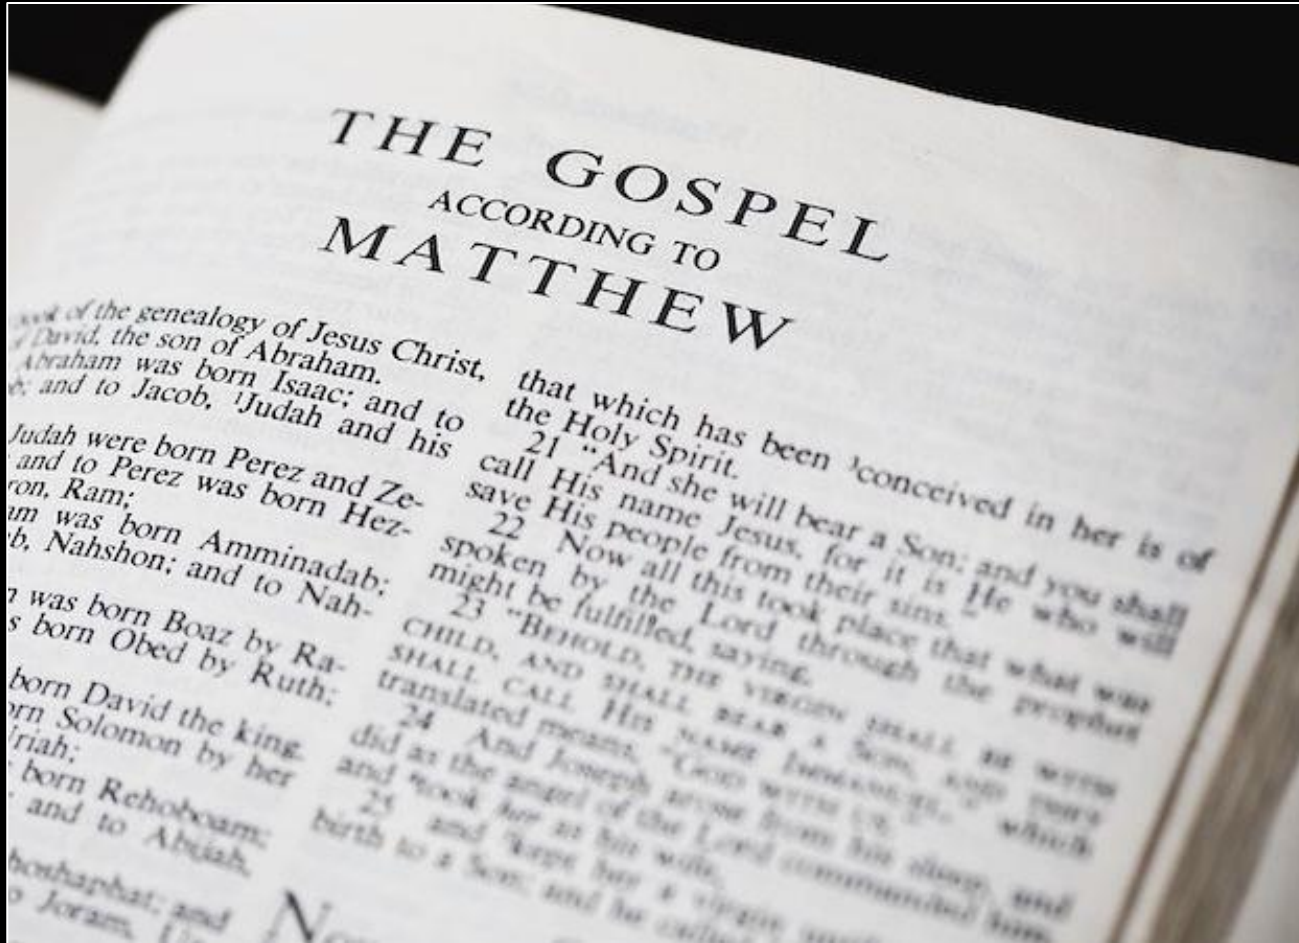 THE GOSPEL
ACCORDING TO
MATTHEW
of the genealogy of Jesus Christ,
David, the son of Abraham.
Abraham was born Isaac; and to
and to Jacob, ¹Judah and his
Judah were born Perez and Ze-
and to Perez was born Hez-
ron, Ram;
am was born Amminadab;
b, Nahshon; and to Nah-
was born Boaz by Ra-
s born Obed by Ruth;
born David the king.
orn Solomon by her
riah;
born Rehoboam;
and to Abijah,
hoshaphat; and
Joram,
that which has been ³conceived in her is of
the Holy Spirit.
21 "And she will bear a Son; and you shall
call His name Jesus, for it is He who will
save His people from their sins."
22 Now all this took place that what was
spoken by the Lord through the prophet
might be fulfilled, saying,
23 "BEHOLD, THE VIRGIN SHALL BE WITH
CHILD, AND SHALL BEAR A SON, AND THEY
SHALL CALL HIS NAME IMMANUEL," which
translated means, "GOD WITH US."
24 And Joseph arose from his sleep, and
did as the angel of the Lord commanded him,
and took her as his wife,
25 and kept her a virgin
birth to a Son; and he called